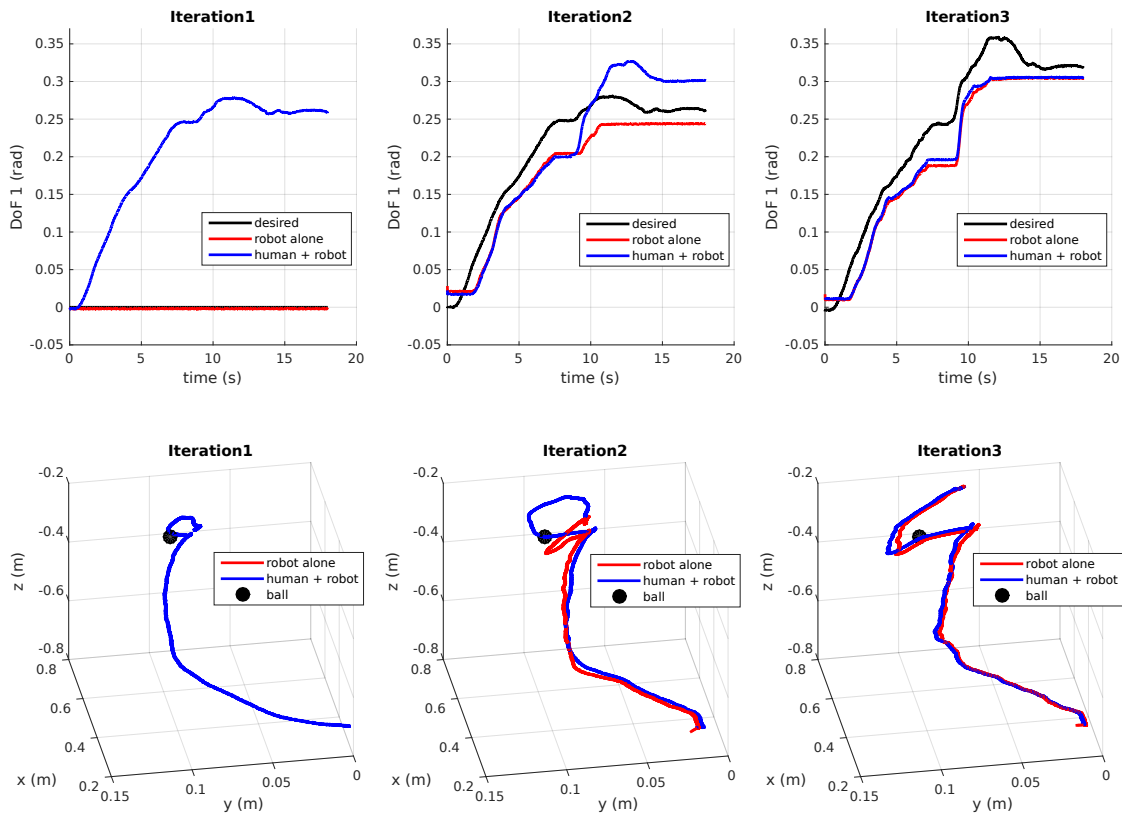 Iteration1
0.35
0.3
0.25
0.2
0.15
0.1
0.05
0
-0.05
DoF 1 (rad)
desired
robot alone
human + robot
0 5 10 15 20
time (s)
Iteration2
0.35
0.3
0.25
0.2
0.15
0.1
0.05
0
-0.05
DoF 1 (rad)
desired
robot alone
human + robot
0 5 10 15 20
time (s)
Iteration3
0.35
0.3
0.25
0.2
0.15
0.1
0.05
0
-0.05
DoF 1 (rad)
desired
robot alone
human + robot
0 5 10 15 20
time (s)
Iteration1
-0.2
-0.4
-0.6
-0.8
z (m)
robot alone
human + robot
ball
0.8
0.6
0.4
0.2
x (m)
0.15
0.1
0.05
0
y (m)
Iteration2
-0.2
-0.4
-0.6
-0.8
z (m)
robot alone
human + robot
ball
0.8
0.6
0.4
0.2
x (m)
0.15
0.1
0.05
0
y (m)
Iteration3
-0.2
-0.4
-0.6
-0.8
z (m)
robot alone
human + robot
ball
0.8
0.6
0.4
0.2
x (m)
0.15
0.1
0.05
0
y (m)